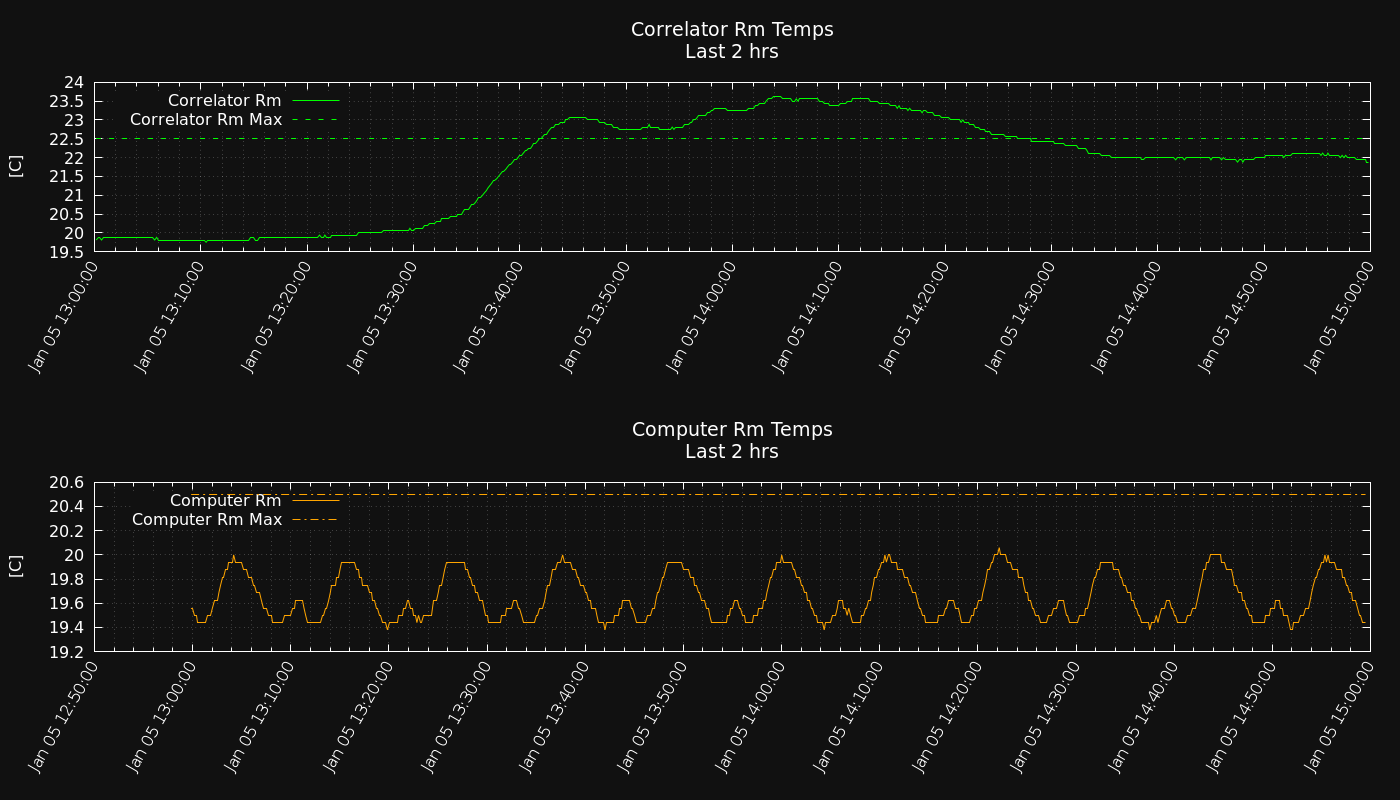 Correlator Rm Temps
Last 2 hrs
24
23.5
23
22.5
22
21.5
21
20.5
20
19.5
[C]
Correlator Rm
Correlator Rm Max
Jan 05 13:00:00
Jan 05 13:10:00
Jan 05 13:20:00
Jan 05 13:30:00
Jan 05 13:40:00
Jan 05 13:50:00
Jan 05 14:00:00
Jan 05 14:10:00
Jan 05 14:20:00
Jan 05 14:30:00
Jan 05 14:40:00
Jan 05 14:50:00
Jan 05 15:00:00
Computer Rm Temps
Last 2 hrs
20.6
20.4
20.2
20
19.8
19.6
19.4
19.2
[C]
Computer Rm
Computer Rm Max
Jan 05 12:50:00
Jan 05 13:00:00
Jan 05 13:10:00
Jan 05 13:20:00
Jan 05 13:30:00
Jan 05 13:40:00
Jan 05 13:50:00
Jan 05 14:00:00
Jan 05 14:10:00
Jan 05 14:20:00
Jan 05 14:30:00
Jan 05 14:40:00
Jan 05 14:50:00
Jan 05 15:00:00